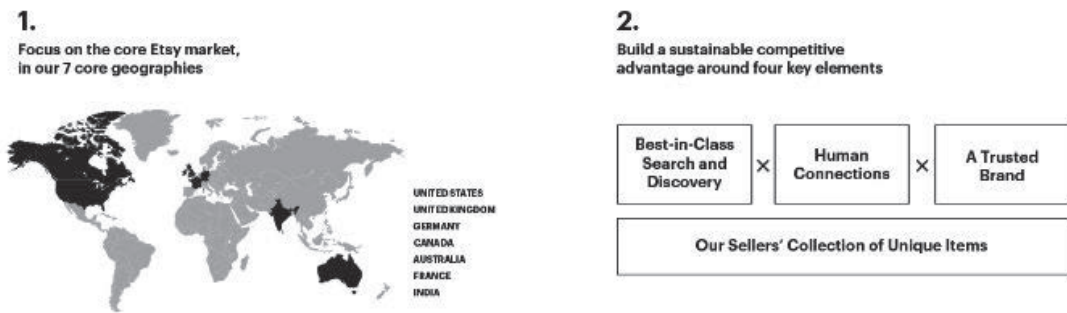 1.
Focus on the core Etsy market,
in our 7 core geographies
UNITED STATES
UNITED KINGDOM
GERMANY
CANADA
AUSTRALIA
FRANCE
INDIA
2.
Build a sustainable competitive
advantage around four key elements
Best-in-Class
Search and
Discovery
×
Human
Connections
×
A Trusted
Brand
Our Sellers' Collection of Unique Items